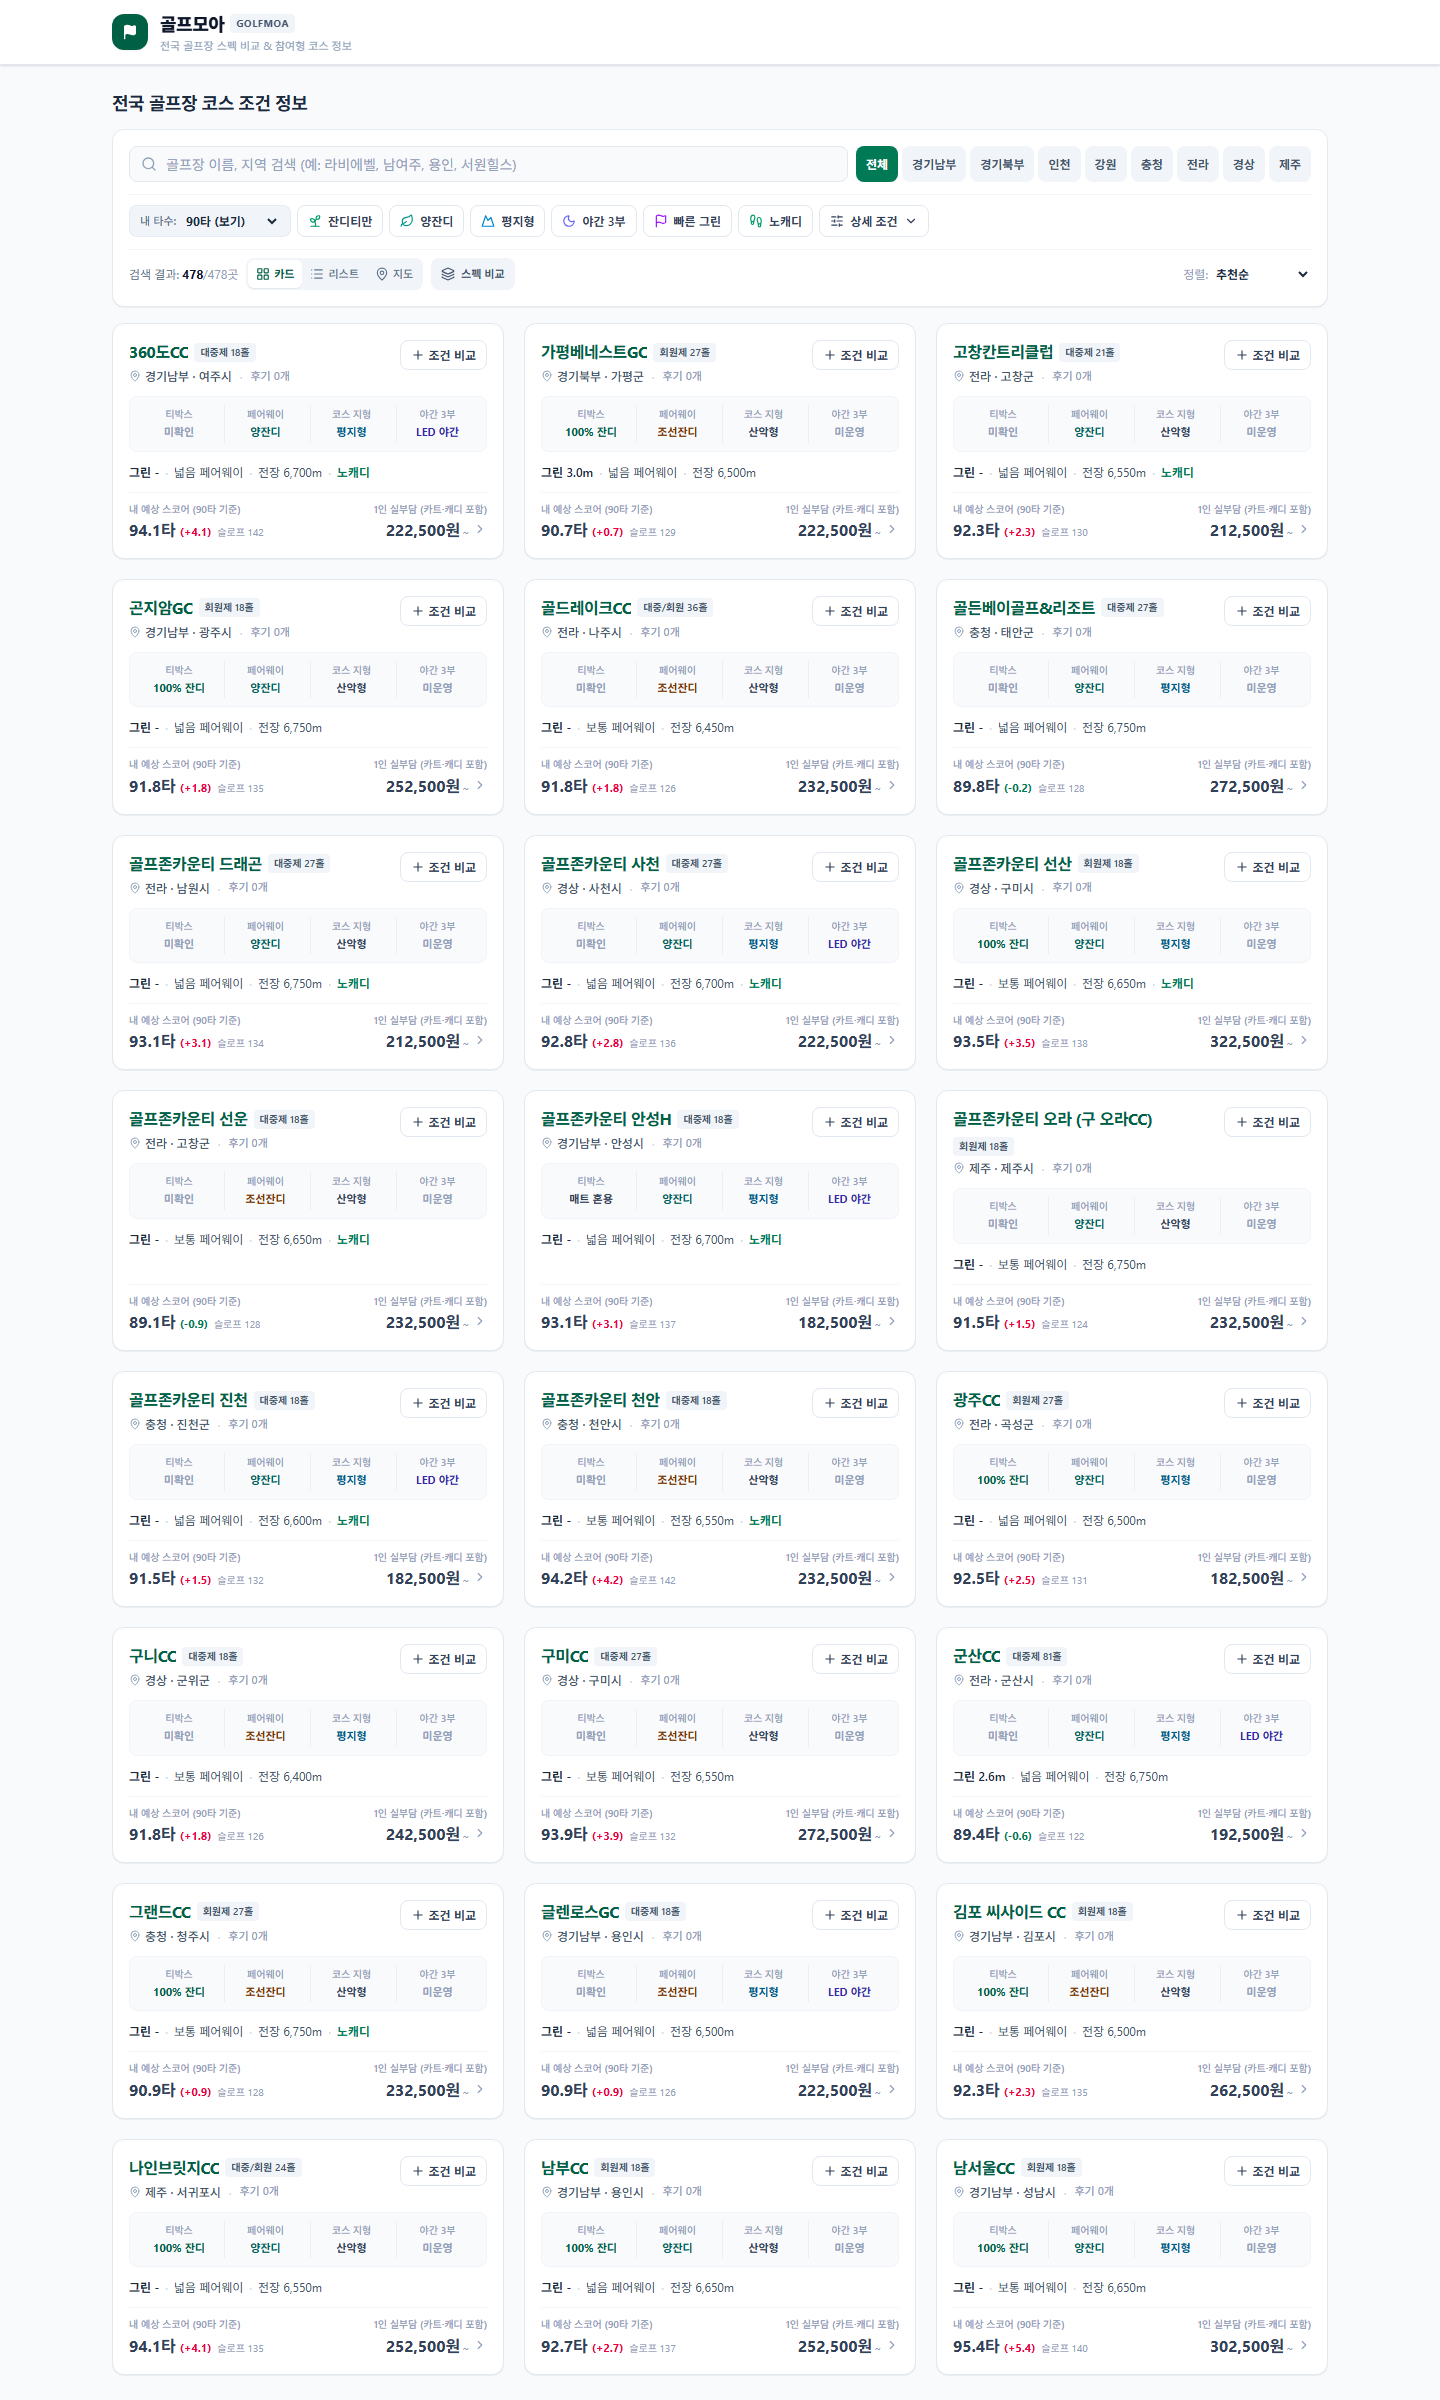 골프모아 GOLFMOA
전국 골프장 스펙 비교 & 참여형 코스 정보
전국 골프장 코스 조건 정보
골프장 이름, 지역 검색 (예: 라비에벨, 남여주, 용인, 서원힐스)
전체 경기남부 경기북부 인천 강원 충청 전라 경상 제주
내 타수: 90타 (보기) 잔디티만 양잔디 평지형 야간 3부 빠른 그린 노캐디 상세 조건
검색 결과: 478/478곳 카드 리스트 지도 스펙 비교 정렬: 추천순
360도CC 대중제 18홀 + 조건 비교
경기남부 · 여주시 · 후기 0개
티박스 페어웨이 코스 지형 야간 3부
미확인 양잔디 평지형 LED 야간
그린 - · 넓음 페어웨이 · 전장 6,700m · 노캐디
내 예상 스코어 (90타 기준) 1인 실부담 (카트·캐디 포함)
94.1타 (+4.1) 슬로프 142 222,500원 ~
가평베네스트GC 회원제 27홀 + 조건 비교
경기북부 · 가평군 · 후기 0개
티박스 페어웨이 코스 지형 야간 3부
100% 잔디 조선잔디 산악형 미운영
그린 3.0m · 넓음 페어웨이 · 전장 6,500m
내 예상 스코어 (90타 기준) 1인 실부담 (카트·캐디 포함)
90.7타 (+0.7) 슬로프 129 222,500원 ~
고창칸트리클럽 대중제 21홀 + 조건 비교
전라 · 고창군 · 후기 0개
티박스 페어웨이 코스 지형 야간 3부
미확인 양잔디 산악형 미운영
그린 - · 넓음 페어웨이 · 전장 6,550m · 노캐디
내 예상 스코어 (90타 기준) 1인 실부담 (카트·캐디 포함)
92.3타 (+2.3) 슬로프 130 212,500원 ~
곤지암GC 회원제 18홀 + 조건 비교
경기남부 · 광주시 · 후기 0개
티박스 페어웨이 코스 지형 야간 3부
100% 잔디 양잔디 산악형 미운영
그린 - · 넓음 페어웨이 · 전장 6,750m
내 예상 스코어 (90타 기준) 1인 실부담 (카트·캐디 포함)
91.8타 (+1.8) 슬로프 135 252,500원 ~
골드레이크CC 대중/회원 36홀 + 조건 비교
전라 · 나주시 · 후기 0개
티박스 페어웨이 코스 지형 야간 3부
미확인 조선잔디 산악형 미운영
그린 - · 보통 페어웨이 · 전장 6,450m
내 예상 스코어 (90타 기준) 1인 실부담 (카트·캐디 포함)
91.8타 (+1.8) 슬로프 126 232,500원 ~
골든베이골프&리조트 대중제 27홀 + 조건 비교
충청 · 태안군 · 후기 0개
티박스 페어웨이 코스 지형 야간 3부
미확인 양잔디 평지형 미운영
그린 - · 넓음 페어웨이 · 전장 6,750m
내 예상 스코어 (90타 기준) 1인 실부담 (카트·캐디 포함)
89.8타 (-0.2) 슬로프 128 272,500원 ~
골프존카운티 드래곤 대중제 27홀 + 조건 비교
전라 · 남원시 · 후기 0개
티박스 페어웨이 코스 지형 야간 3부
미확인 양잔디 산악형 미운영
그린 - · 넓음 페어웨이 · 전장 6,750m · 노캐디
내 예상 스코어 (90타 기준) 1인 실부담 (카트·캐디 포함)
93.1타 (+3.1) 슬로프 134 212,500원 ~
골프존카운티 사천 대중제 27홀 + 조건 비교
경상 · 사천시 · 후기 0개
티박스 페어웨이 코스 지형 야간 3부
미확인 양잔디 평지형 LED 야간
그린 - · 넓음 페어웨이 · 전장 6,700m · 노캐디
내 예상 스코어 (90타 기준) 1인 실부담 (카트·캐디 포함)
92.8타 (+2.8) 슬로프 136 222,500원 ~
골프존카운티 선산 회원제 18홀 + 조건 비교
경상 · 구미시 · 후기 0개
티박스 페어웨이 코스 지형 야간 3부
100% 잔디 양잔디 평지형 미운영
그린 - · 보통 페어웨이 · 전장 6,650m · 노캐디
내 예상 스코어 (90타 기준) 1인 실부담 (카트·캐디 포함)
93.5타 (+3.5) 슬로프 138 322,500원 ~
골프존카운티 선운 대중제 18홀 + 조건 비교
전라 · 고창군 · 후기 0개
티박스 페어웨이 코스 지형 야간 3부
미확인 조선잔디 산악형 미운영
그린 - · 보통 페어웨이 · 전장 6,650m · 노캐디
내 예상 스코어 (90타 기준) 1인 실부담 (카트·캐디 포함)
89.1타 (-0.9) 슬로프 128 232,500원 ~
골프존카운티 안성H 대중제 18홀 + 조건 비교
경기남부 · 안성시 · 후기 0개
티박스 페어웨이 코스 지형 야간 3부
매트 혼용 양잔디 평지형 LED 야간
그린 - · 넓음 페어웨이 · 전장 6,700m · 노캐디
내 예상 스코어 (90타 기준) 1인 실부담 (카트·캐디 포함)
93.1타 (+3.1) 슬로프 137 182,500원 ~
골프존카운티 오라 (구 오라CC) + 조건 비교
회원제 18홀
제주 · 제주시 · 후기 0개
티박스 페어웨이 코스 지형 야간 3부
미확인 양잔디 산악형 미운영
그린 - · 보통 페어웨이 · 전장 6,750m
내 예상 스코어 (90타 기준) 1인 실부담 (카트·캐디 포함)
91.5타 (+1.5) 슬로프 124 232,500원 ~
골프존카운티 진천 대중제 18홀 + 조건 비교
충청 · 진천군 · 후기 0개
티박스 페어웨이 코스 지형 야간 3부
미확인 양잔디 평지형 LED 야간
그린 - · 넓음 페어웨이 · 전장 6,600m · 노캐디
내 예상 스코어 (90타 기준) 1인 실부담 (카트·캐디 포함)
91.5타 (+1.5) 슬로프 132 182,500원 ~
골프존카운티 천안 대중제 18홀 + 조건 비교
충청 · 천안시 · 후기 0개
티박스 페어웨이 코스 지형 야간 3부
미확인 조선잔디 산악형 미운영
그린 - · 보통 페어웨이 · 전장 6,550m · 노캐디
내 예상 스코어 (90타 기준) 1인 실부담 (카트·캐디 포함)
94.2타 (+4.2) 슬로프 142 232,500원 ~
광주CC 회원제 27홀 + 조건 비교
전라 · 곡성군 · 후기 0개
티박스 페어웨이 코스 지형 야간 3부
100% 잔디 양잔디 평지형 미운영
그린 - · 넓음 페어웨이 · 전장 6,500m
내 예상 스코어 (90타 기준) 1인 실부담 (카트·캐디 포함)
92.5타 (+2.5) 슬로프 131 182,500원 ~
구니CC 대중제 18홀 + 조건 비교
경상 · 군위군 · 후기 0개
티박스 페어웨이 코스 지형 야간 3부
미확인 조선잔디 평지형 미운영
그린 - · 보통 페어웨이 · 전장 6,400m
내 예상 스코어 (90타 기준) 1인 실부담 (카트·캐디 포함)
91.8타 (+1.8) 슬로프 126 242,500원 ~
구미CC 대중제 27홀 + 조건 비교
경상 · 구미시 · 후기 0개
티박스 페어웨이 코스 지형 야간 3부
미확인 조선잔디 산악형 미운영
그린 - · 보통 페어웨이 · 전장 6,550m
내 예상 스코어 (90타 기준) 1인 실부담 (카트·캐디 포함)
93.9타 (+3.9) 슬로프 132 272,500원 ~
군산CC 대중제 81홀 + 조건 비교
전라 · 군산시 · 후기 0개
티박스 페어웨이 코스 지형 야간 3부
미확인 양잔디 평지형 LED 야간
그린 2.6m · 넓음 페어웨이 · 전장 6,750m
내 예상 스코어 (90타 기준) 1인 실부담 (카트·캐디 포함)
89.4타 (-0.6) 슬로프 122 192,500원 ~
그랜드CC 회원제 27홀 + 조건 비교
충청 · 청주시 · 후기 0개
티박스 페어웨이 코스 지형 야간 3부
100% 잔디 조선잔디 산악형 미운영
그린 - · 보통 페어웨이 · 전장 6,750m · 노캐디
내 예상 스코어 (90타 기준) 1인 실부담 (카트·캐디 포함)
90.9타 (+0.9) 슬로프 128 232,500원 ~
글렌로스GC 대중제 18홀 + 조건 비교
경기남부 · 용인시 · 후기 0개
티박스 페어웨이 코스 지형 야간 3부
미확인 조선잔디 평지형 LED 야간
그린 - · 넓음 페어웨이 · 전장 6,500m
내 예상 스코어 (90타 기준) 1인 실부담 (카트·캐디 포함)
90.9타 (+0.9) 슬로프 126 222,500원 ~
김포 씨사이드 CC 회원제 18홀 + 조건 비교
경기남부 · 김포시 · 후기 0개
티박스 페어웨이 코스 지형 야간 3부
100% 잔디 조선잔디 산악형 미운영
그린 - · 보통 페어웨이 · 전장 6,500m
내 예상 스코어 (90타 기준) 1인 실부담 (카트·캐디 포함)
92.3타 (+2.3) 슬로프 135 262,500원 ~
나인브릿지CC 대중/회원 24홀 + 조건 비교
제주 · 서귀포시 · 후기 0개
티박스 페어웨이 코스 지형 야간 3부
100% 잔디 양잔디 산악형 미운영
그린 - · 넓음 페어웨이 · 전장 6,550m
내 예상 스코어 (90타 기준) 1인 실부담 (카트·캐디 포함)
94.1타 (+4.1) 슬로프 135 252,500원 ~
남부CC 회원제 18홀 + 조건 비교
경기남부 · 용인시 · 후기 0개
티박스 페어웨이 코스 지형 야간 3부
100% 잔디 양잔디 산악형 미운영
그린 - · 넓음 페어웨이 · 전장 6,650m
내 예상 스코어 (90타 기준) 1인 실부담 (카트·캐디 포함)
92.7타 (+2.7) 슬로프 137 252,500원 ~
남서울CC 회원제 18홀 + 조건 비교
경기남부 · 성남시 · 후기 0개
티박스 페어웨이 코스 지형 야간 3부
100% 잔디 양잔디 평지형 미운영
그린 - · 보통 페어웨이 · 전장 6,650m
내 예상 스코어 (90타 기준) 1인 실부담 (카트·캐디 포함)
95.4타 (+5.4) 슬로프 140 302,500원 ~